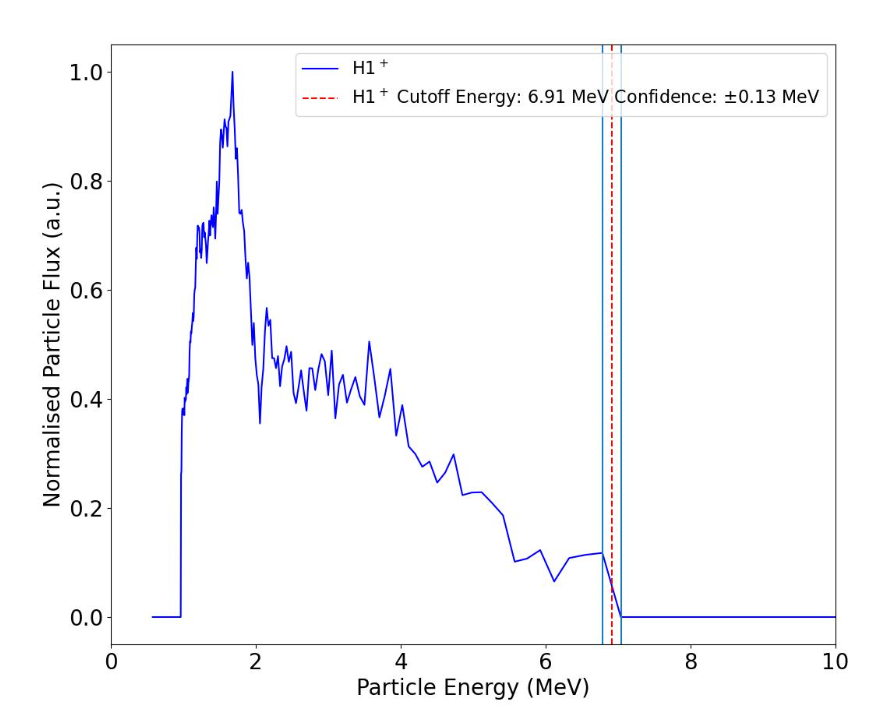 H1+
H1+ Cutoff Energy: 6.91 MeV Confidence: ±0.13 MeV
1.0
0.8
0.6
0.4
0.2
0.0
Normalised Particle Flux (a.u.)
0 2 4 6 8 10
Particle Energy (MeV)